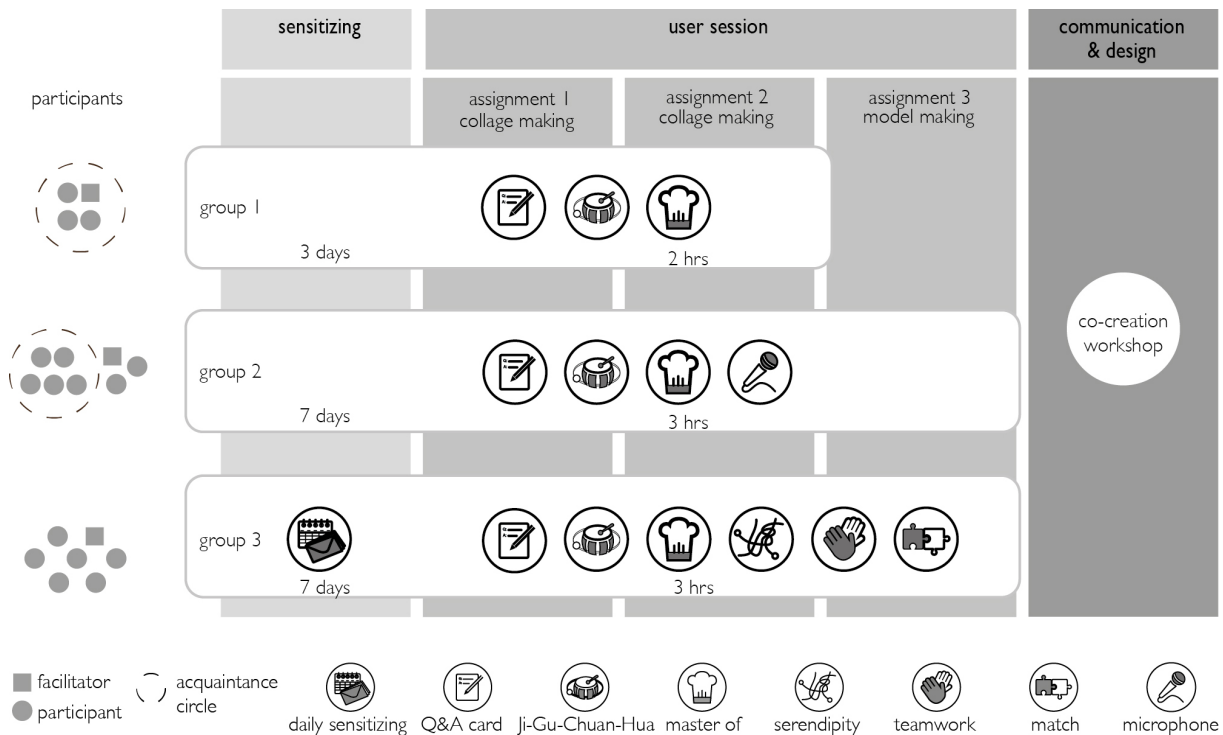 sensitizing
user session
communication
& design
participants
assignment 1
collage making
assignment 2
collage making
assignment 3
model making
group 1
3 days
2 hrs
group 2
7 days
3 hrs
group 3
7 days
3 hrs
co-creation
workshop
facilitator
participant
acquaintance
circle
daily sensitizing
Q&A card
Ji-Gu-Chuan-Hua
master of
serendipity
teamwork
match
microphone